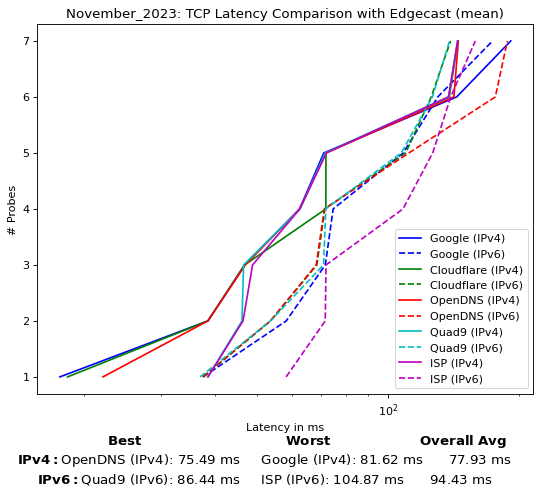 November_2023: TCP Latency Comparison with Edgecast (mean)
7
6
5
4
3
2
1
# Probes
Google (IPv4)
Google (IPv6)
Cloudflare (IPv4)
Cloudflare (IPv6)
OpenDNS (IPv4)
OpenDNS (IPv6)
Quad9 (IPv4)
Quad9 (IPv6)
ISP (IPv4)
ISP (IPv6)
10²
Latency in ms
Best Worst Overall Avg
IPv4: OpenDNS (IPv4): 75.49 ms Google (IPv4): 81.62 ms 77.93 ms
IPv6: Quad9 (IPv6): 86.44 ms ISP (IPv6): 104.87 ms 94.43 ms